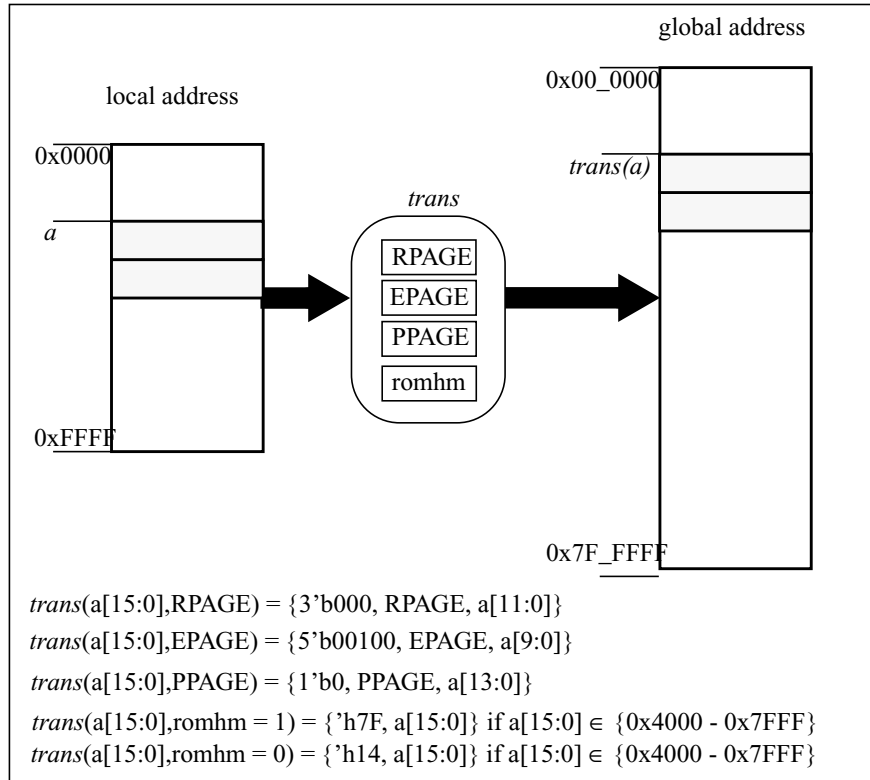 global address
0x00_0000
local address
0x0000
trans(a)
trans
a
RPAGE
EPAGE
PPAGE
romhm
0xFFFF
0x7F_FFFF
trans(a[15:0],RPAGE) = {3’b000, RPAGE, a[11:0]}
trans(a[15:0],EPAGE) = {5’b00100, EPAGE, a[9:0]}
trans(a[15:0],PPAGE) = {1’b0, PPAGE, a[13:0]}
trans(a[15:0],romhm = 1) = {’h7F, a[15:0]} if a[15:0] ∈ {0x4000 - 0x7FFF}
trans(a[15:0],romhm = 0) = {’h14, a[15:0]} if a[15:0] ∈ {0x4000 - 0x7FFF}